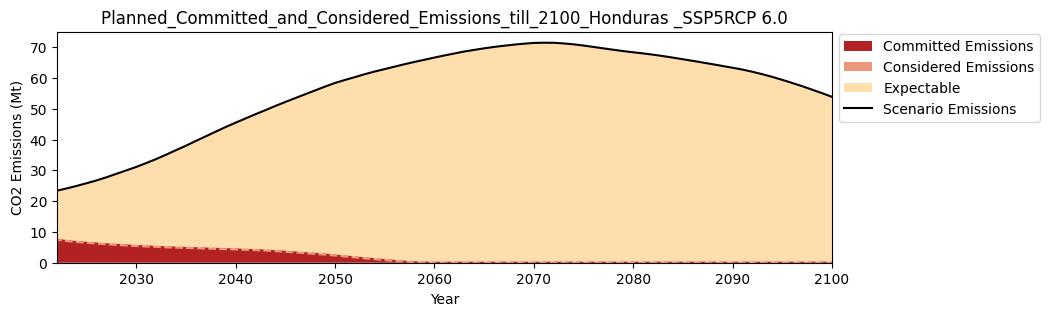 Planned_Committed_and_Considered_Emissions_till_2100_Honduras _SSP5RCP 6.0
CO2 Emissions (Mt)
70
60
50
40
30
20
10
0
2030 2040 2050 2060 2070 2080 2090 2100
Year
Committed Emissions
Considered Emissions
Expectable
Scenario Emissions